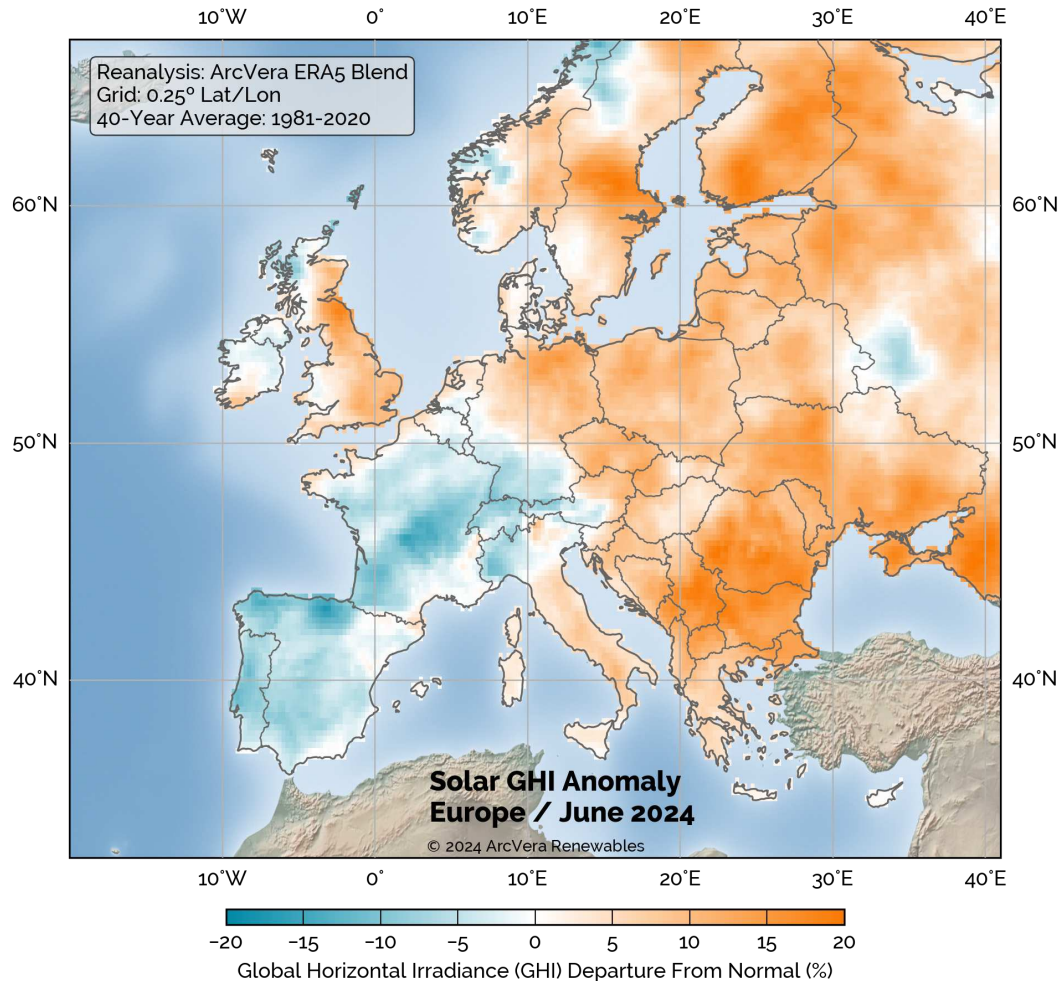 10°W 0° 10°E 20°E 30°E 40°E
Reanalysis: ArcVera ERA5 Blend
Grid: 0.25º Lat/Lon
40-Year Average: 1981-2020
60°N 60°N
50°N 50°N
40°N 40°N
Solar GHI Anomaly
Europe / June 2024
© 2024 ArcVera Renewables
10°W 0° 10°E 20°E 30°E 40°E
−20 −15 −10 −5 0 5 10 15 20
Global Horizontal Irradiance (GHI) Departure From Normal (%)